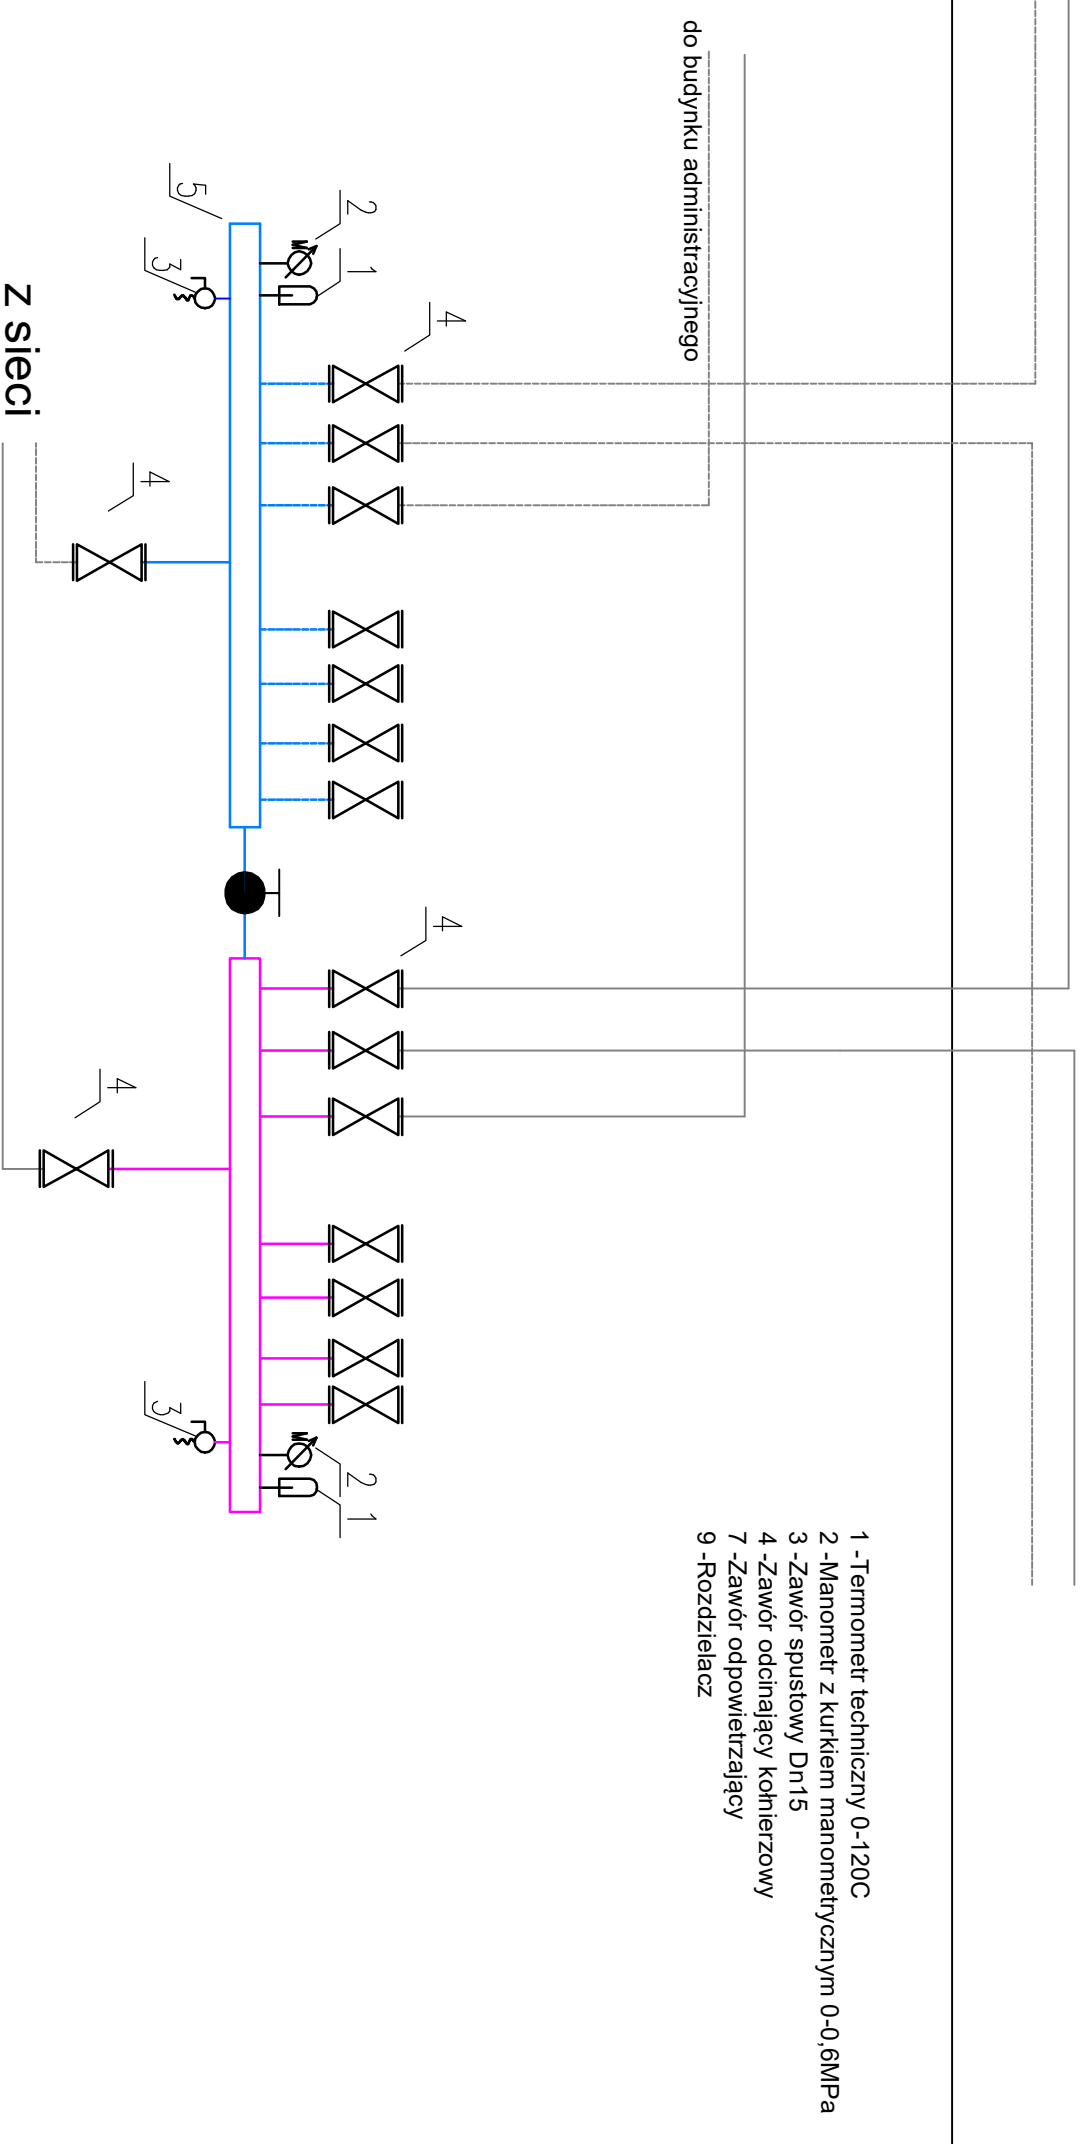 1 -Termometr techniczny 0-120C
2 -Manometr z kurkiem manometrycznym 0-0,6MPa
3 -Zawór spustowy Dn15
4 -Zawór odcinający kołnierzowy
7 -Zawór odpowietrzający
9 -Rozdzielacz
do budynku administracyjnego
4
4
2
1
2
1
M
M
5
3
3
4
4
z sieci